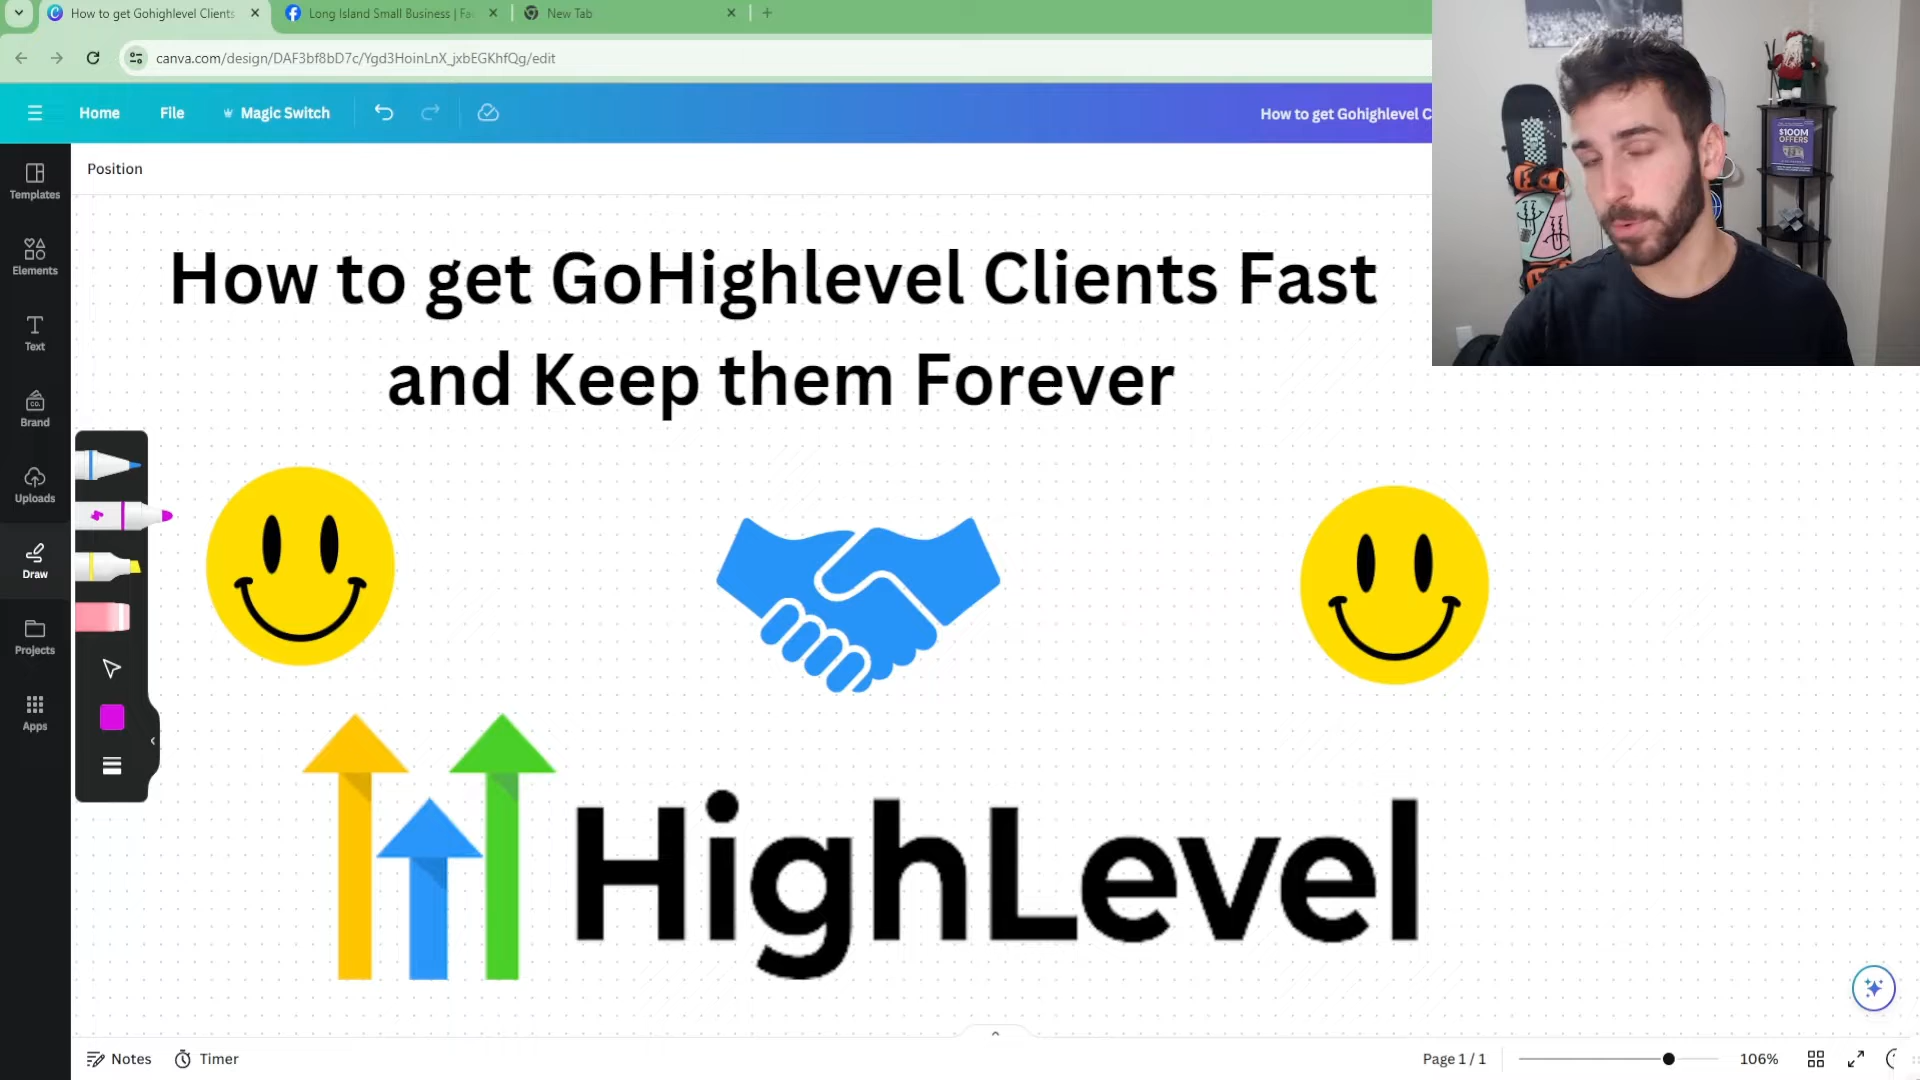 How to get Gohighlevel Clients
Long Island Small Business | Fa
New Tab
canva.com/design/DAF3bf8bD7c/Ygd3HoinLnX_jxbEGKhfQg/edit
Home
File
Magic Switch
How to get Gohighlevel C
Position
Templates
Elements
Text
Brand
Uploads
Draw
Projects
Apps
$100M
OFFERS
How to get GoHighlevel Clients Fast
and Keep them Forever
HighLevel
Notes
Timer
Page 1 / 1
106%